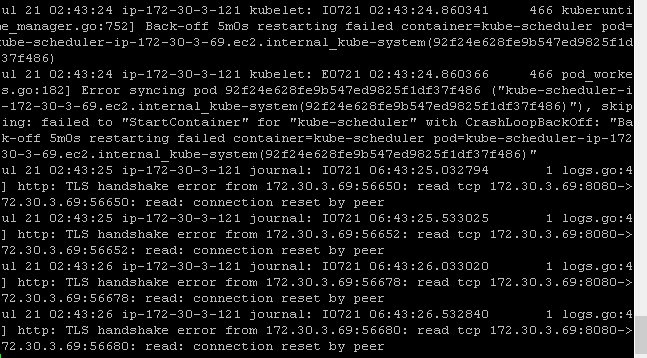 ul 21 02:43:24 ip-172-30-3-121 kubelet: I0721 06:43:24.860341     466 kuberunti
e_manager.go:752] Back-off 5m0s restarting failed container=kube-scheduler pod=
ube-scheduler-ip-172-30-3-69.ec2.internal_kube-system(92f24e628fe9b547ed9825f1d
37f486)
ul 21 02:43:24 ip-172-30-3-121 kubelet: E0721 06:43:24.860366     466 pod_worke
s.go:182] Error syncing pod 92f24e628fe9b547ed9825f1df37f486 ("kube-scheduler-i
-172-30-3-69.ec2.internal_kube-system(92f24e628fe9b547ed9825f1df37f486)"), skip
ing: failed to "StartContainer" for "kube-scheduler" with CrashLoopBackOff: "Ba
k-off 5m0s restarting failed container=kube-scheduler pod=kube-scheduler-ip-172
30-3-69.ec2.internal_kube-system(92f24e628fe9b547ed9825f1df37f486)"
ul 21 02:43:25 ip-172-30-3-121 journal: I0721 06:43:25.032794       1 logs.go:4
] http: TLS handshake error from 172.30.3.69:56650: read tcp 172.30.3.69:8080->
72.30.3.69:56650: read: connection reset by peer
ul 21 02:43:25 ip-172-30-3-121 journal: I0721 06:43:25.533025       1 logs.go:4
] http: TLS handshake error from 172.30.3.69:56652: read tcp 172.30.3.69:8080->
72.30.3.69:56652: read: connection reset by peer
ul 21 02:43:26 ip-172-30-3-121 journal: I0721 06:43:26.033020       1 logs.go:4
] http: TLS handshake error from 172.30.3.69:56678: read tcp 172.30.3.69:8080->
72.30.3.69:56678: read: connection reset by peer
ul 21 02:43:26 ip-172-30-3-121 journal: I0721 06:43:26.532840       1 logs.go:4
] http: TLS handshake error from 172.30.3.69:56680: read tcp 172.30.3.69:8080->
72.30.3.69:56680: read: connection reset by peer